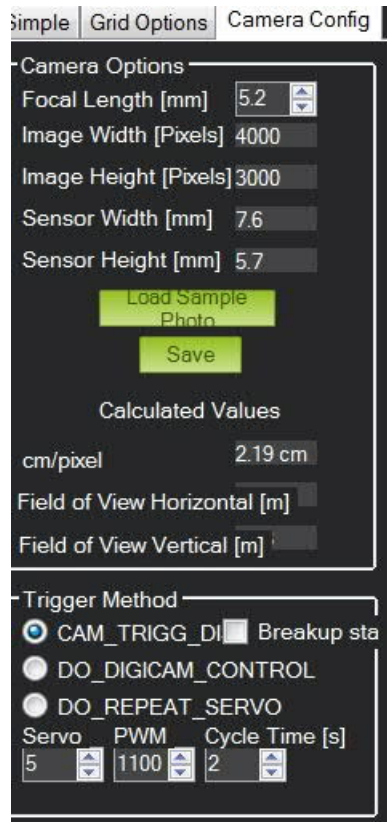 Simple Grid Options Camera Config
Camera Options
Focal Length [mm] 5.2
Image Width [Pixels] 4000
Image Height [Pixels] 3000
Sensor Width [mm] 7.6
Sensor Height [mm] 5.7
Load Sample
Photo
Save
Calculated Values
cm/pixel 2.19 cm
Field of View Horizontal [m]
Field of View Vertical [m]
Trigger Method
CAM_TRIGG_DI Breakup sta
DO_DIGICAM_CONTROL
DO_REPEAT_SERVO
Servo PWM Cycle Time [s]
5 1100 2